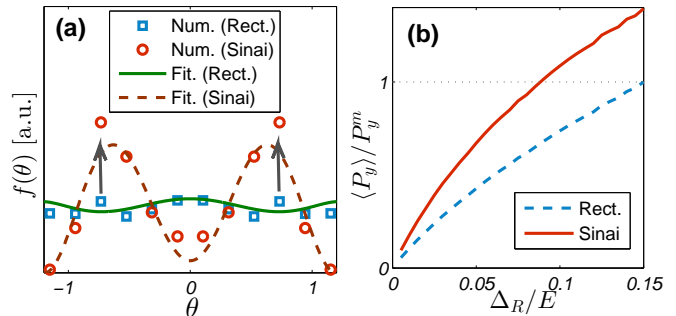 (a)
Num. (Rect.)
Num. (Sinai)
Fit. (Rect.)
Fit. (Sinai)
f(θ) [a.u.]
−1 0 1
θ
(b)
⟨P_y⟩/P_y^m
1
0
Rect.
Sinai
0.05 0.1 0.15
Δ_R/E